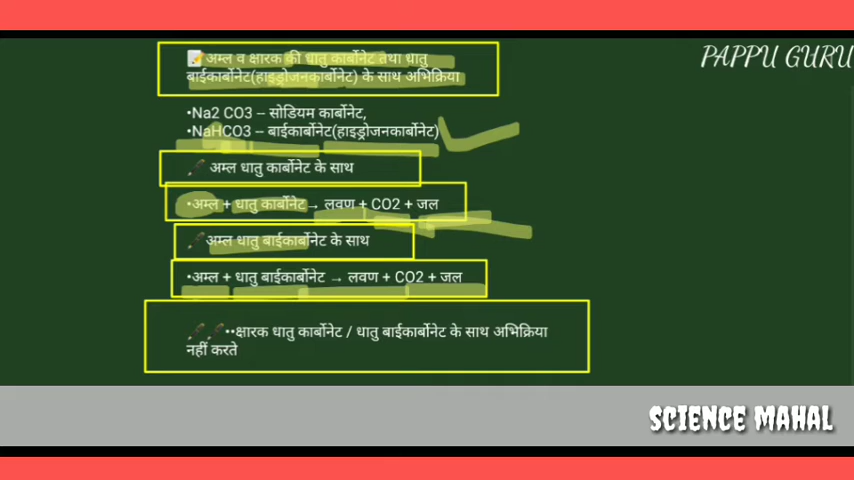 PAPPU GURU
📝अम्ल व क्षारक की धातु कार्बोनेट तथा धातु
बाईकार्बोनेट(हाइड्रोजनकार्बोनेट) के साथ अभिक्रिया
•Na2 CO3 – सोडियम कार्बोनेट,
•NaHCO3 – बाईकार्बोनेट(हाइड्रोजनकार्बोनेट)
🖋 अम्ल धातु कार्बोनेट के साथ
•अम्ल + धातु कार्बोनेट → लवण + CO2 + जल
🖋अम्ल धातु बाईकार्बोनेट के साथ
•अम्ल + धातु बाईकार्बोनेट → लवण + CO2 + जल
🖋🖋••क्षारक धातु कार्बोनेट / धातु बाईकार्बोनेट के साथ अभिक्रिया
नहीं करते
SCIENCE MAHAL